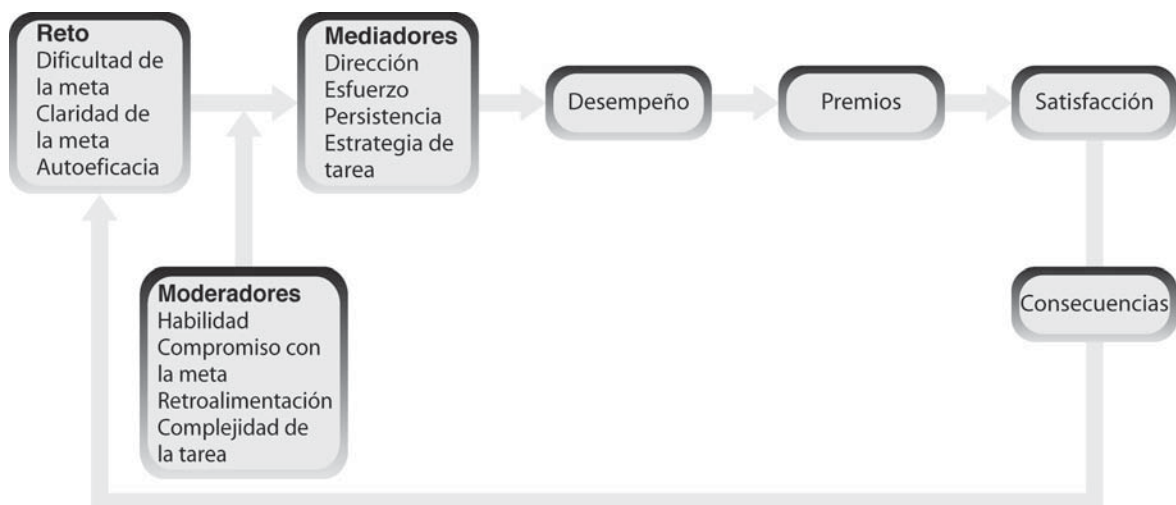 Reto
Dificultad de
la meta
Claridad de
la meta
Autoeficacia
Mediadores
Dirección
Esfuerzo
Persistencia
Estrategia de
tarea
Desempeño
Premios
Satisfacción
Moderadores
Habilidad
Compromiso con
la meta
Retroalimentación
Complejidad de
la tarea
Consecuencias